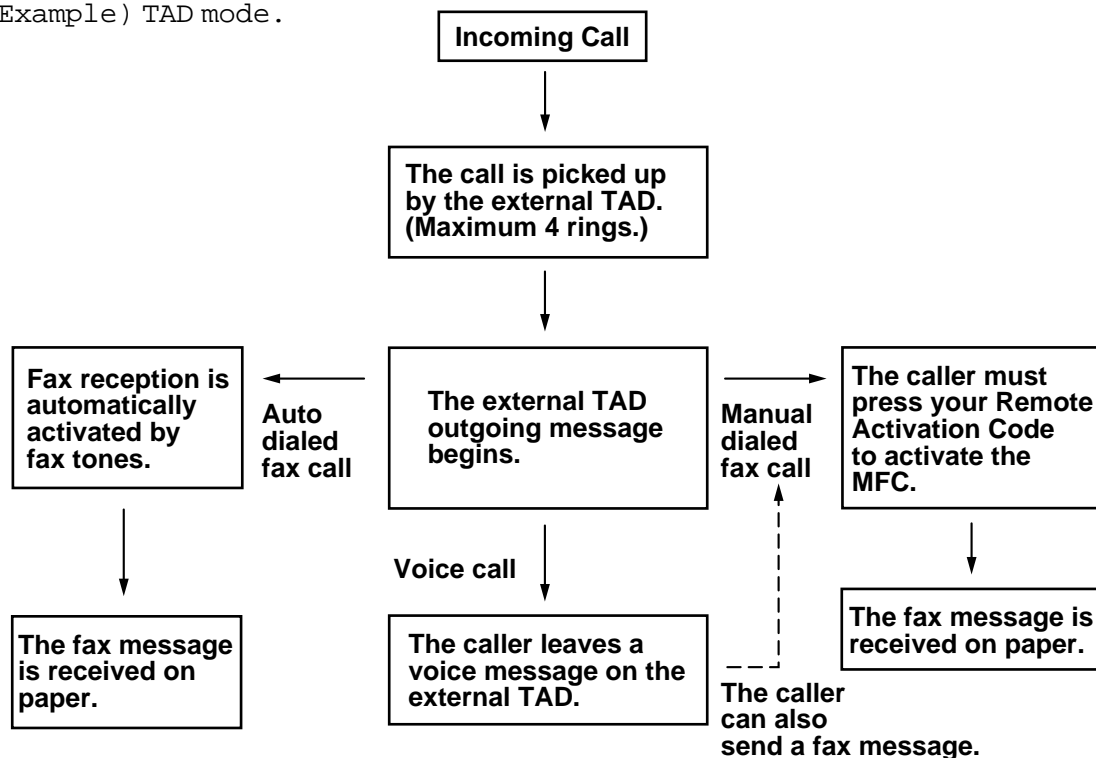 Example) TAD mode.
Incoming Call
The call is picked up
by the external TAD.
(Maximum 4 rings.)
Fax reception is
automatically
activated by
fax tones.
Auto
dialed
fax call
The external TAD
outgoing message
begins.
Manual
dialed
fax call
The caller must
press your Remote
Activation Code
to activate the
MFC.
Voice call
The fax message
is received on
paper.
The caller leaves a
voice message on the
external TAD.
The caller
can also
send a fax message.
The fax message is
received on paper.